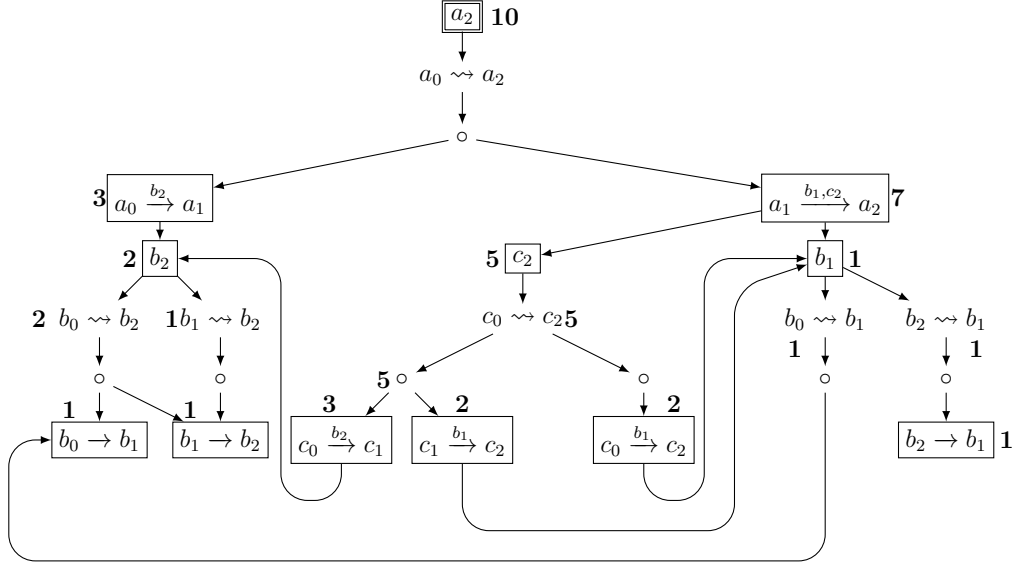 a₂ 10
a₀ ⇝ a₂
3 a₀ →^{b₂} a₁
a₁ →^{b₁,c₂} a₂ 7
2 b₂
5 c₂
b₁ 1
2 b₀ ⇝ b₂
1 b₁ ⇝ b₂
c₀ ⇝ c₂ 5
b₀ ⇝ b₁
1
b₂ ⇝ b₁
1
5
1
b₀ → b₁
1
b₁ → b₂
3
c₀ →^{b₂} c₁
2
c₁ →^{b₁} c₂
2
c₀ →^{b₁} c₂
b₂ → b₁ 1